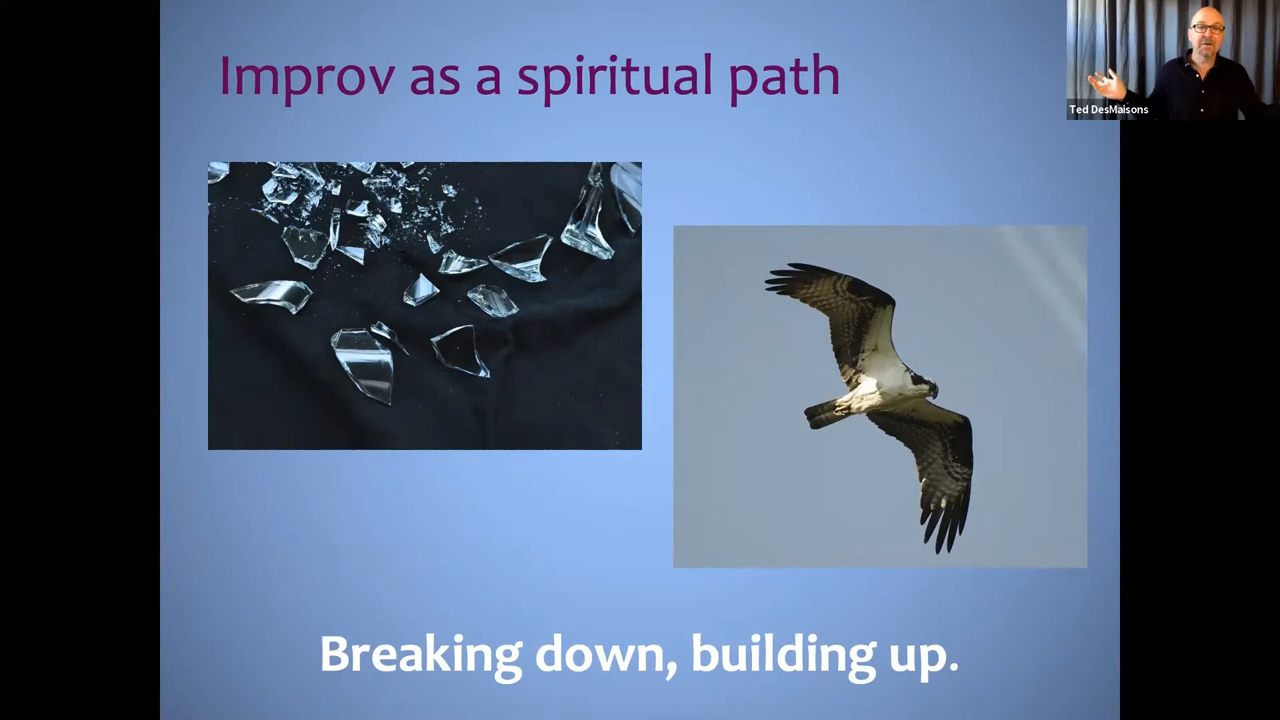 Improv as a spiritual path
Ted DesMaisons
Breaking down, building up.